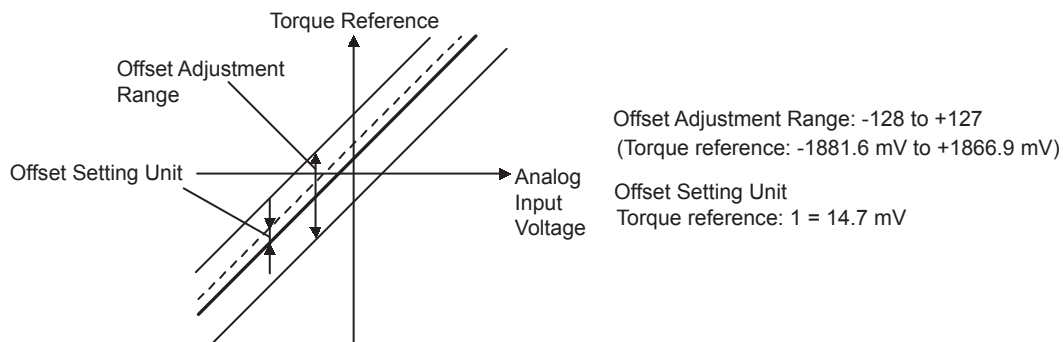 Torque Reference
Offset Adjustment
Range
Offset Setting Unit
Analog
Input
Voltage
Offset Adjustment Range: -128 to +127
(Torque reference: -1881.6 mV to +1866.9 mV)
Offset Setting Unit
Torque reference: 1 = 14.7 mV